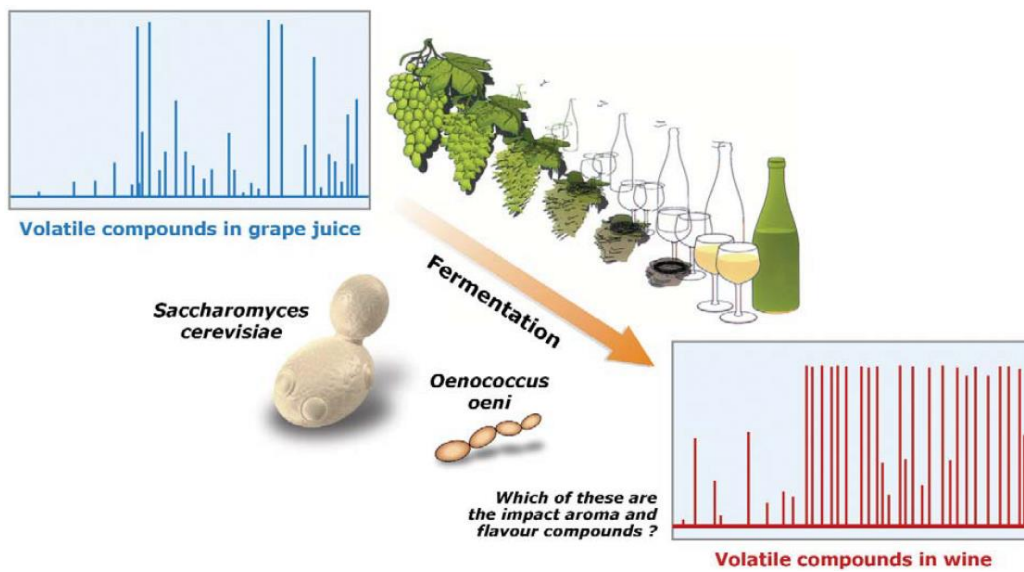 Volatile compounds in grape juice
Fermentation
Saccharomyces
cerevisiae
Oenococcus
oeni
Which of these are
the impact aroma and
flavour compounds ?
Volatile compounds in wine